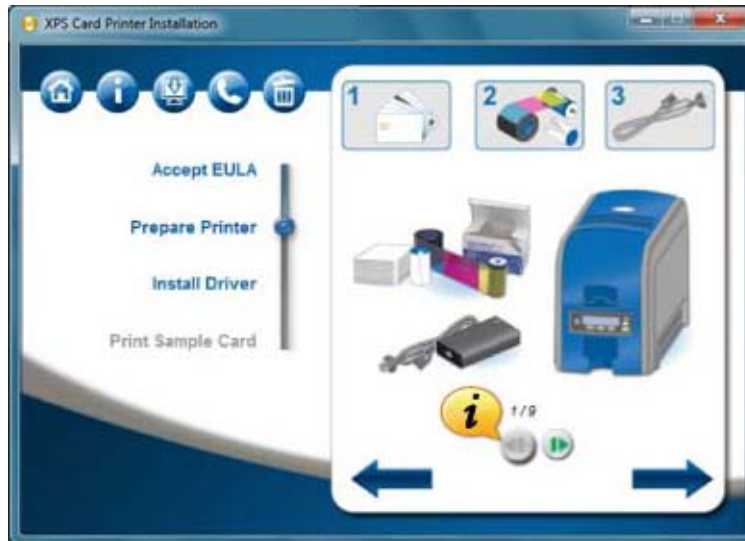 XPS Card Printer Installation
1
2
3
Accept EULA
Prepare Printer
Install Driver
Print Sample Card
i
i
1/9